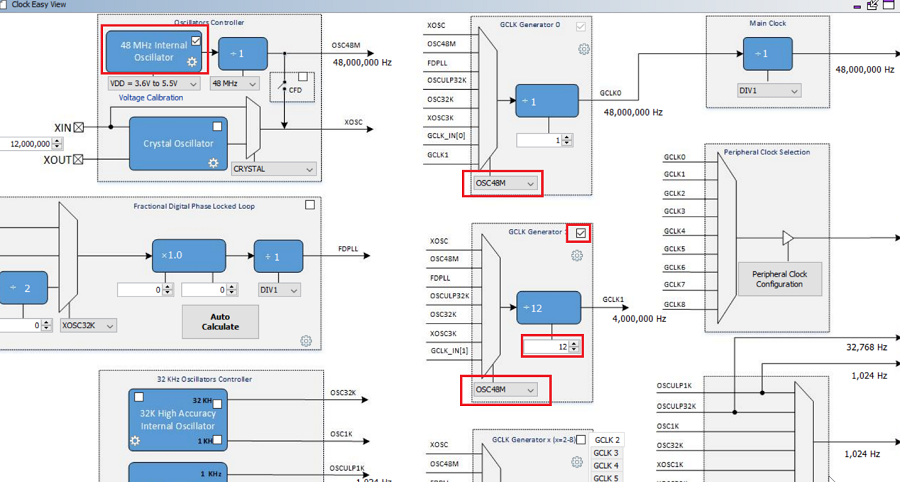 Clock Easy View
Oscillators Controller
48 MHz Internal
Oscillator
÷ 1
OSC48M
48,000,000 Hz
VDD = 3.6V to 5.5V
48 MHz
CFD
Voltage Calibration
XOSC
XIN
12,000,000
Crystal Oscillator
XOUT
CRYSTAL
Fractional Digital Phase Locked Loop
×1.0
÷ 1
FDPLL
÷ 2
0
0
DIV1
0
XOSC32K
Auto
Calculate
32 KHz Oscillators Controller
32 KH
OSC32K
32K High Accuracy
Internal Oscillator
1 KH
OSC1K
1 KHz
OSCULP1K
GCLK Generator 0
XOSC
OSC48M
FDPLL
OSCULP32K
OSC32K
XOSC3K
GCLK_IN[0]
GCLK1
÷ 1
1
GCLK0
48,000,000 Hz
OSC48M
GCLK Generator
XOSC
OSC48M
FDPLL
OSCULP32K
OSC32K
XOSC3K
GCLK_IN[1]
÷12
12
GCLK1
4,000,000 Hz
OSC48M
GCLK Generator x (x=2-8)
XOSC
OSC48M
GCLK 2
GCLK 3
GCLK 4
GCLK 5
Main Clock
÷ 1
48,000,000 Hz
DIV1
Peripheral Clock Selection
GCLK0
GCLK1
GCLK2
GCLK3
GCLK4
GCLK5
GCLK6
GCLK7
GCLK8
Peripheral Clock
Configuration
32,768 Hz
1,024 Hz
OSCULP1K
OSCULP32K
OSC1K
OSC32K
XOSC1K
1,024 Hz